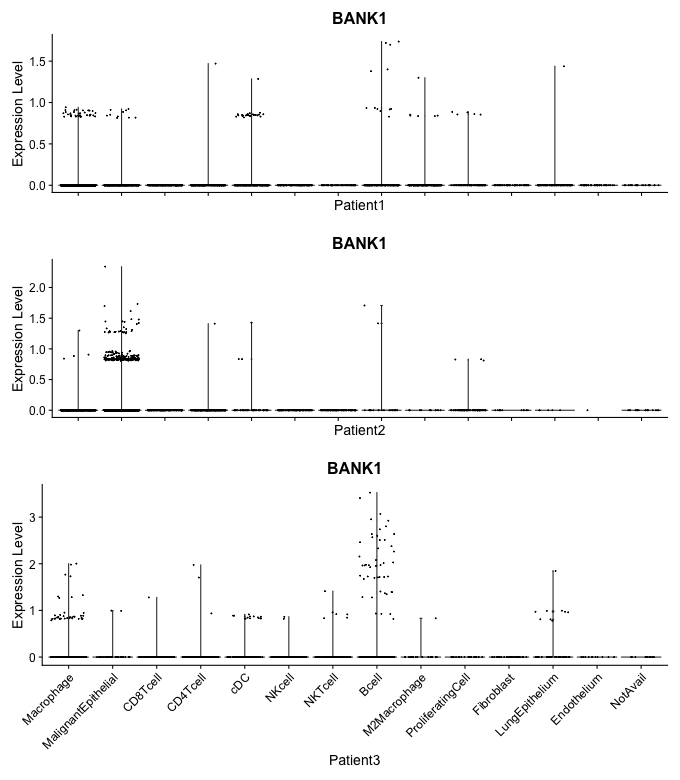 BANK1
Expression Level
1.5
1.0
0.5
0.0
Patient1
BANK1
Expression Level
2.0
1.5
1.0
0.5
0.0
Patient2
BANK1
Expression Level
3
2
1
0
Macrophage
MalignantEpithelial
CD8Tcell
CD4Tcell
cDC
NKcell
NKTcell
Bcell
M2Macrophage
ProliferatingCell
Fibroblast
LungEpithelium
Endothelium
NotAvail
Patient3